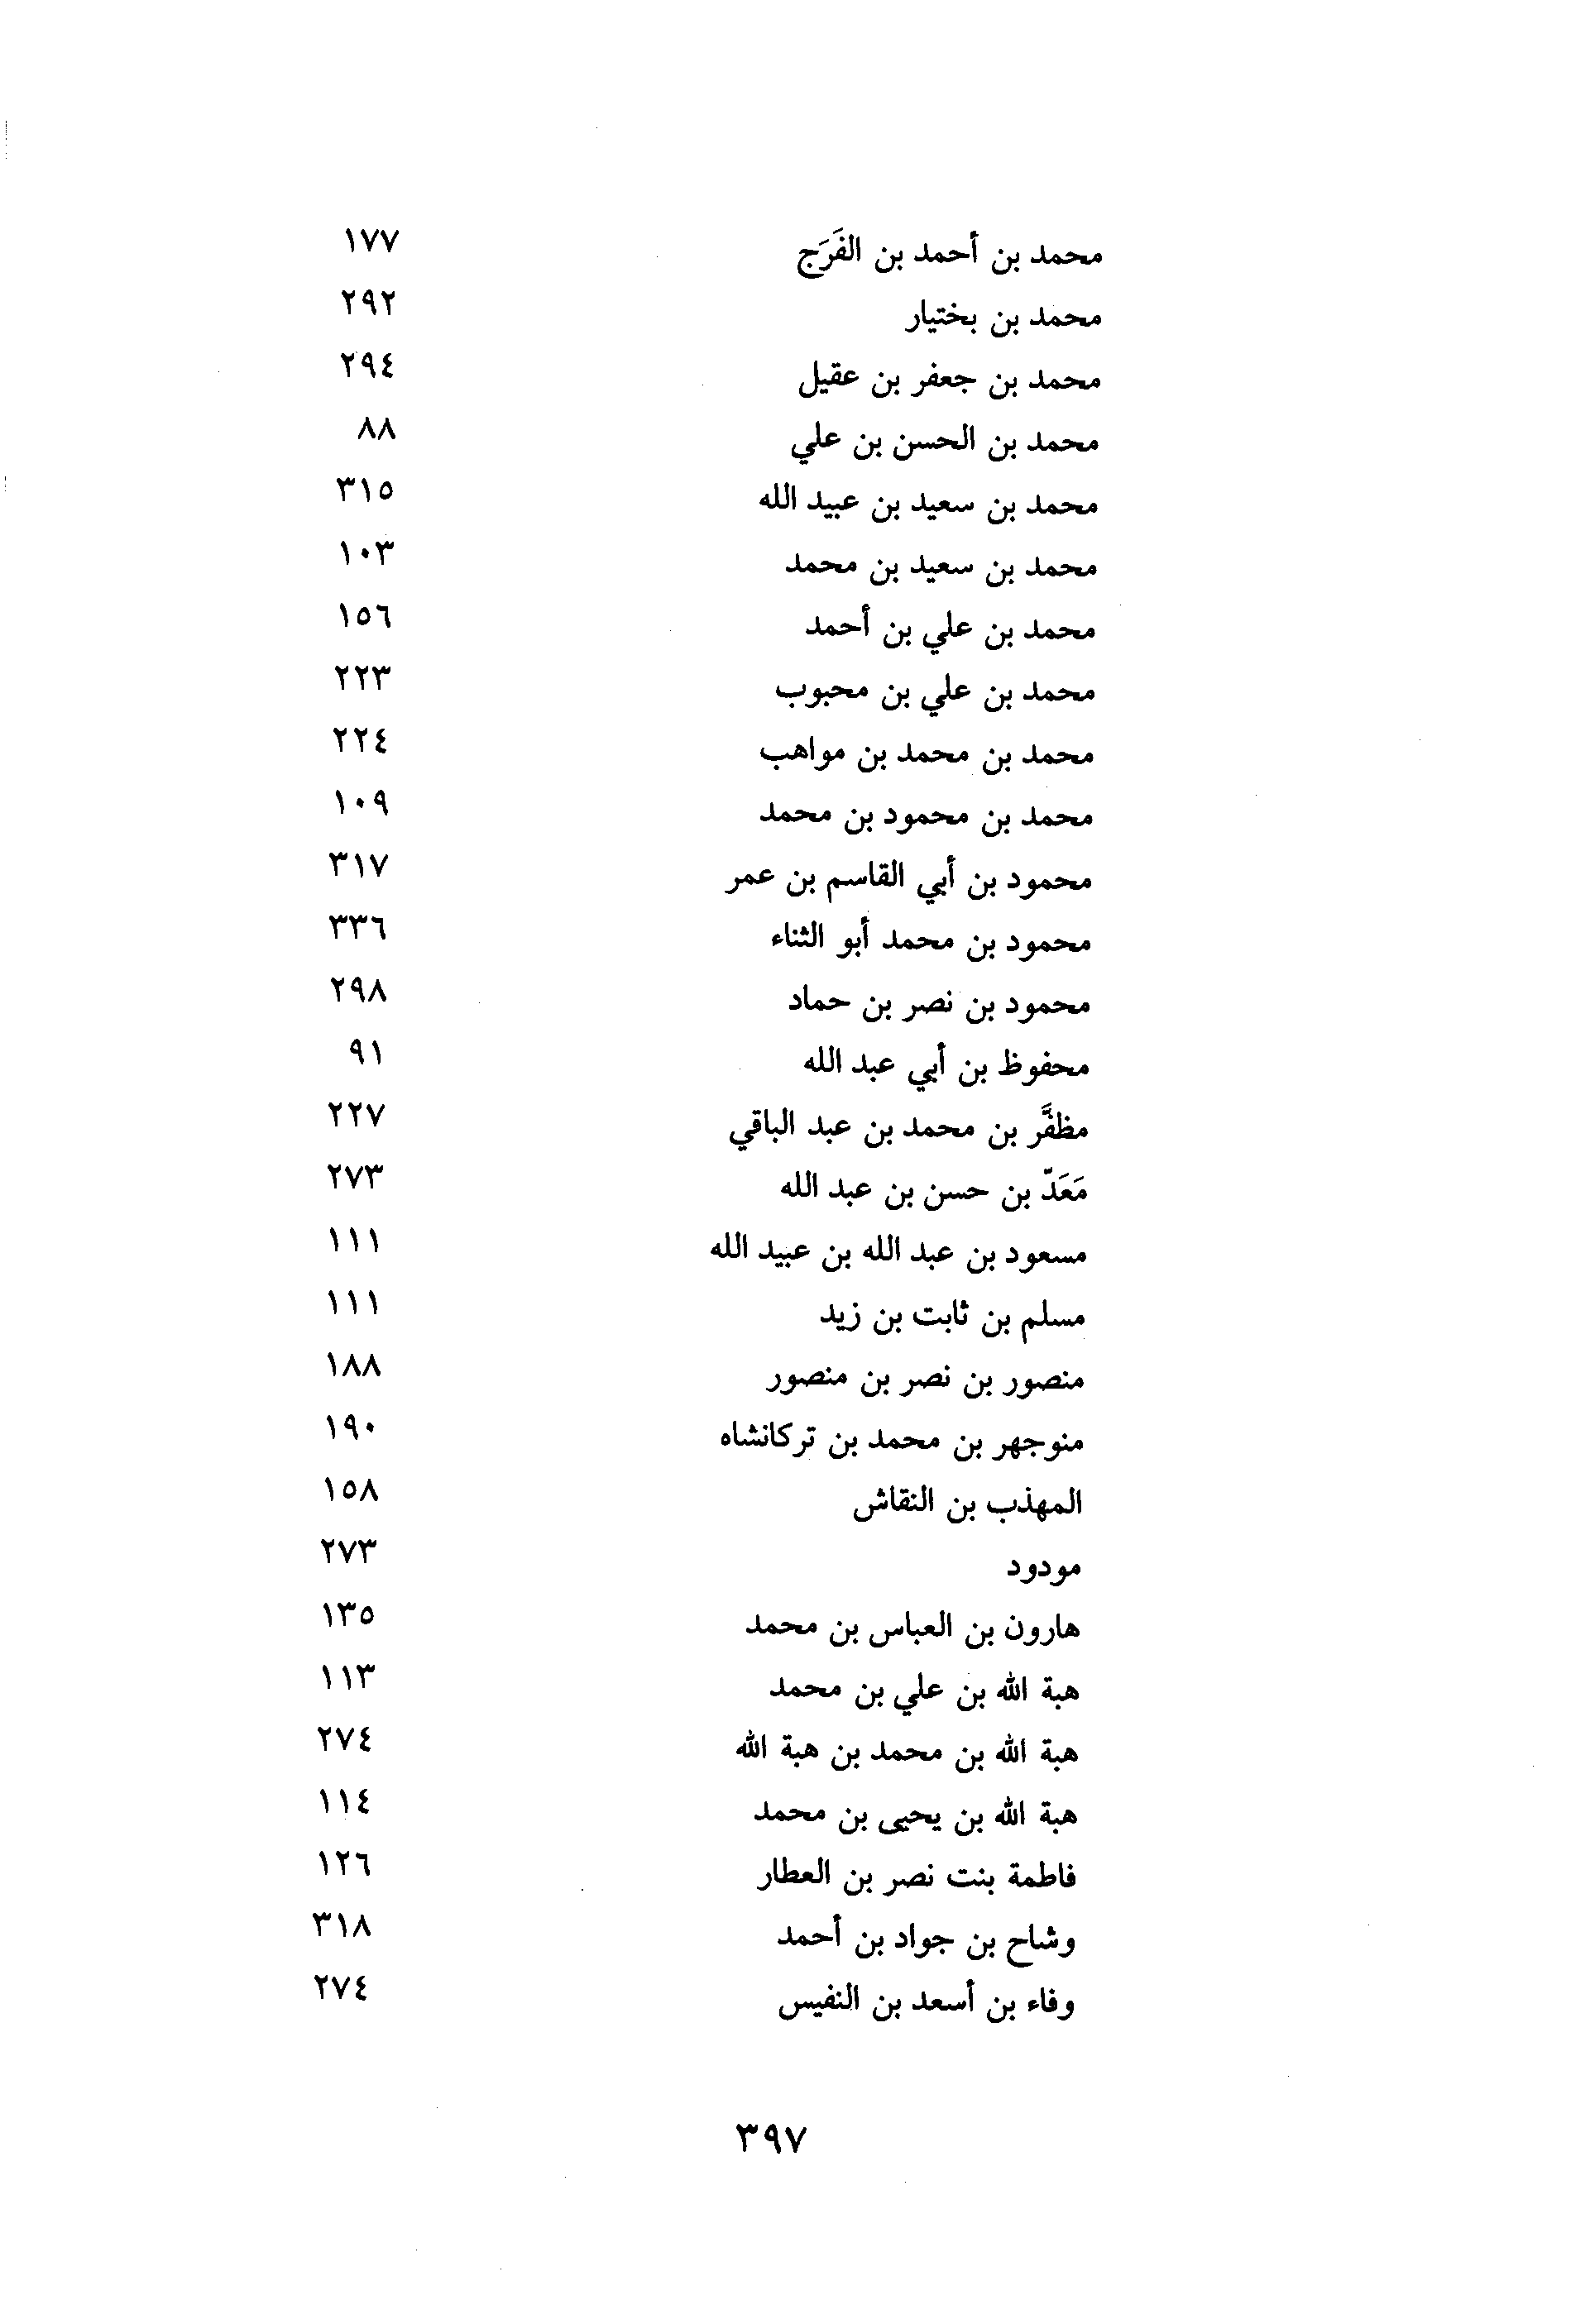 محمد بن أحمد بن الفَرَج ١٧٧
محمد بن بختيار ٢٩٢
محمد بن جعفر بن عقيل ٢٩٤
محمد بن الحسن بن علي ٨٨
محمد بن سعيد بن عبيد الله ٣١٥
محمد بن سعيد بن محمد ١٠٣
محمد بن علي بن أحمد ١٥٦
محمد بن علي بن محبوب ٢٢٣
محمد بن محمد بن مواهب ٢٢٤
محمد بن محمود بن محمد ١٠٩
محمود بن أبي القاسم بن عمر ٣١٧
محمود بن محمد أبو الثناء ٣٣٦
محمود بن نصر بن حماد ٢٩٨
محفوظ بن أبي عبد الله ٩١
مظفَّر بن محمد بن عبد الباقي ٢٢٧
مَعَدّ بن حسن بن عبد الله ٢٧٣
مسعود بن عبد الله بن عبيد الله ١١١
مسلم بن ثابت بن زيد ١١١
منصور بن نصر بن منصور ١٨٨
منوجهر بن محمد بن تركانشاه ١٩٠
المهذب بن النقاش ١٥٨
مودود ٢٧٣
هارون بن العباس بن محمد ١٣٥
هبة الله بن علي بن محمد ١١٣
هبة الله بن محمد بن هبة الله ٢٧٤
هبة الله بن يحيى بن محمد ١١٤
فاطمة بنت نصر بن العطار ١٢٦
وشاح بن جواد بن أحمد ٣١٨
وفاء بن أسعد بن النفيس ٢٧٤
٣٩٧